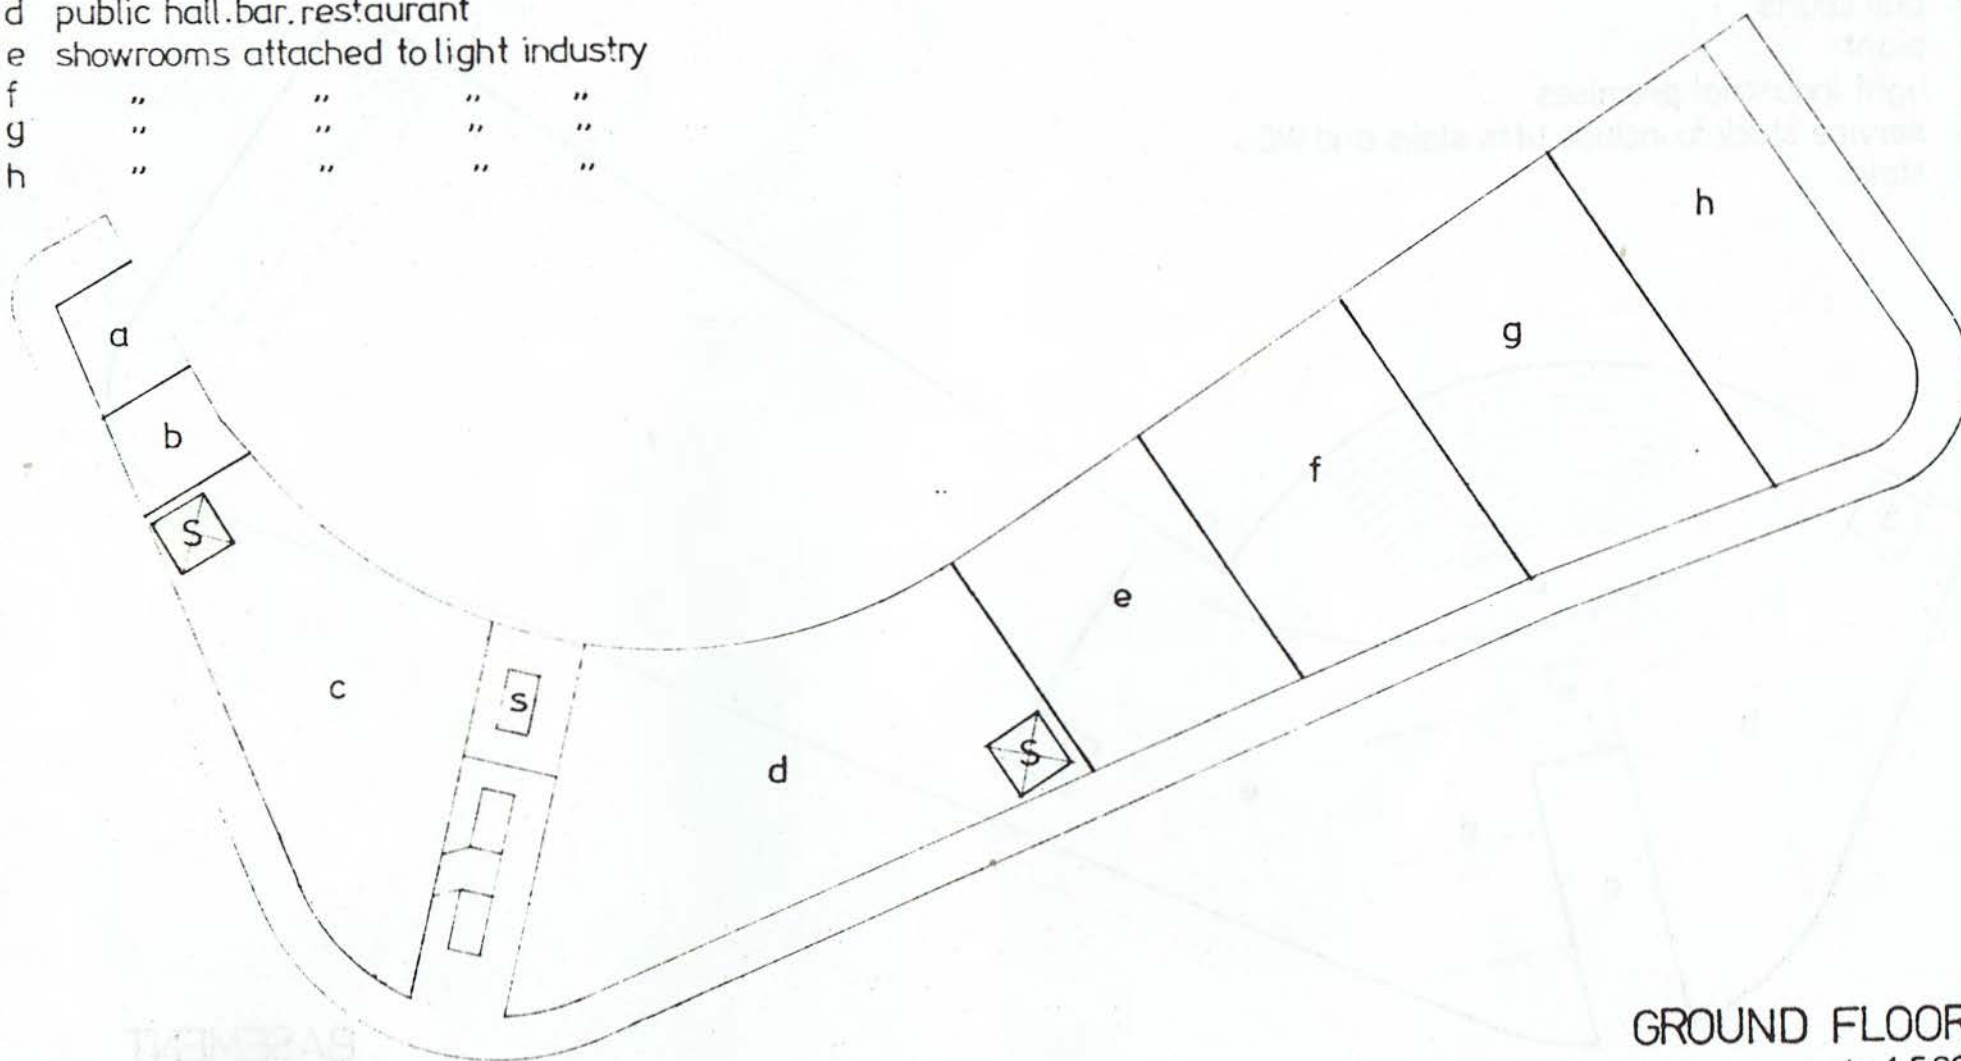 d public hall.bar.restaurant
e showrooms attached to light industry
f " " " "
g " " " "
h " " " "
h
g
a
b
f
S
e
c
s
d
S
GROUND FLOOR